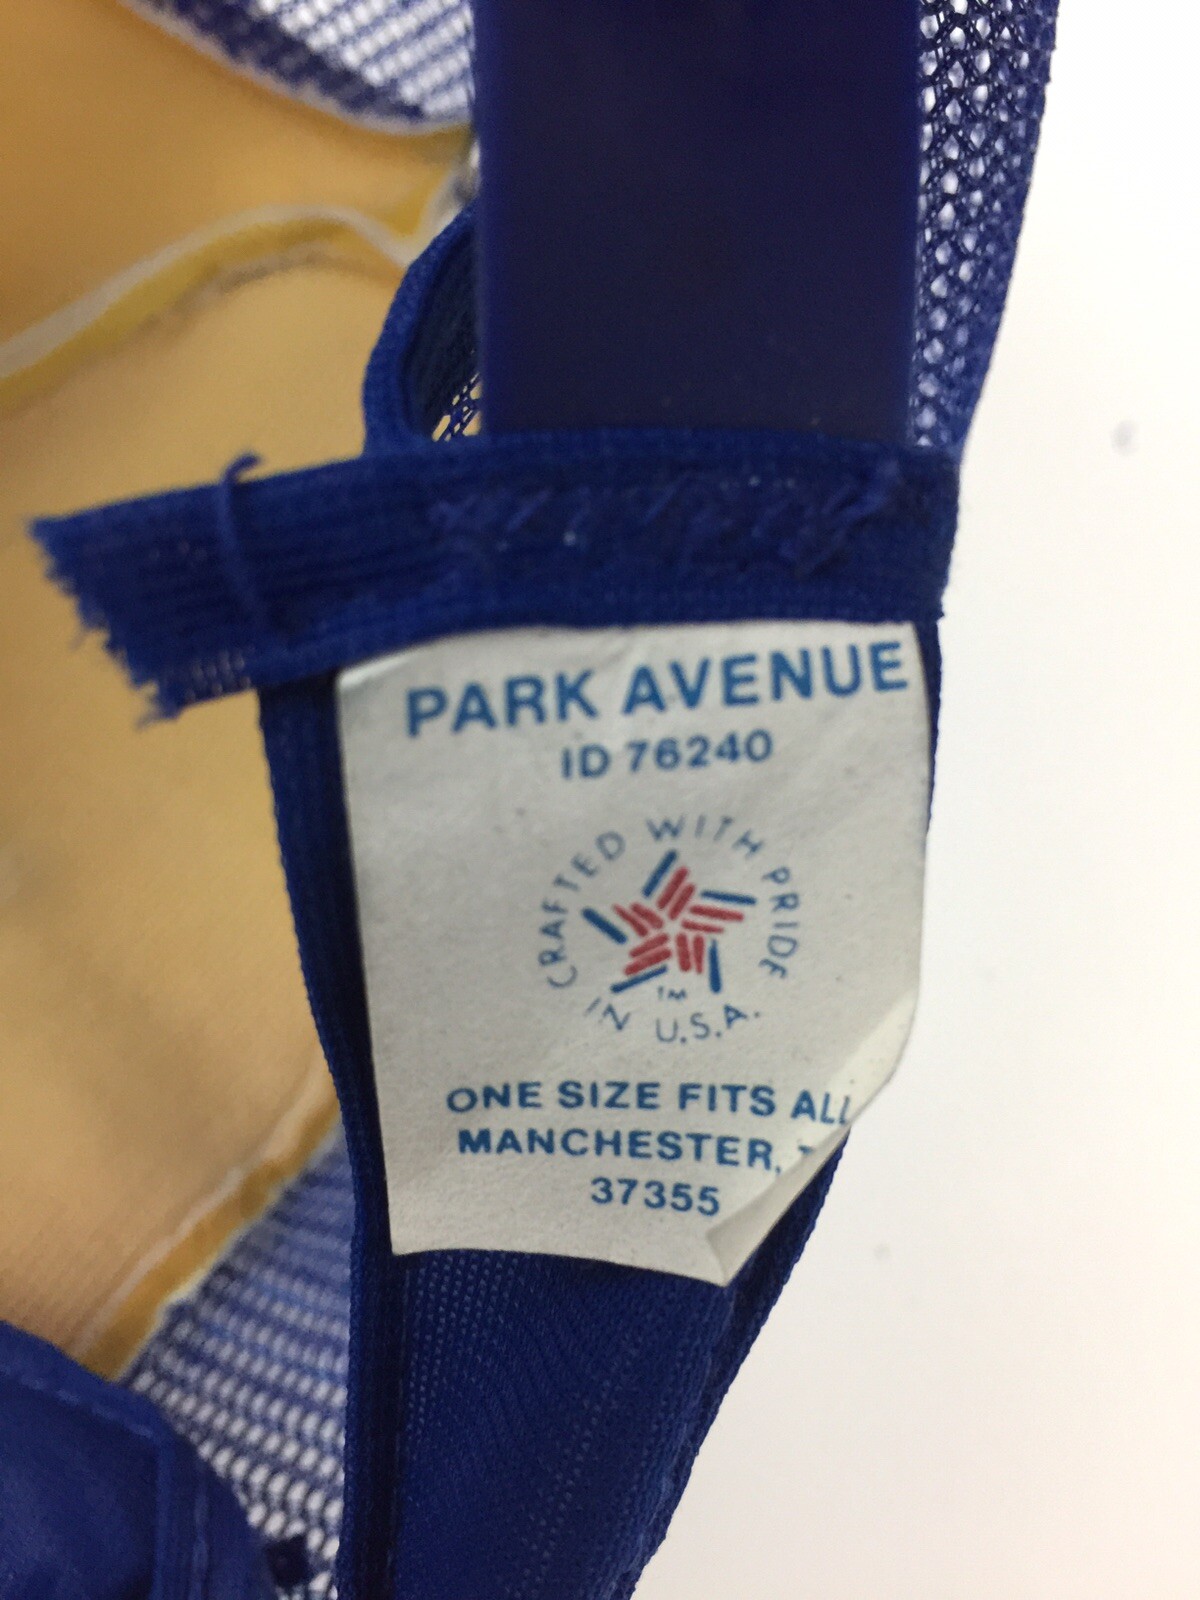 PARK AVENUE
ID 76240
CRAFTED WITH PRIDE
IN U.S.A.
TM
ONE SIZE FITS ALL
MANCHESTER,
37355